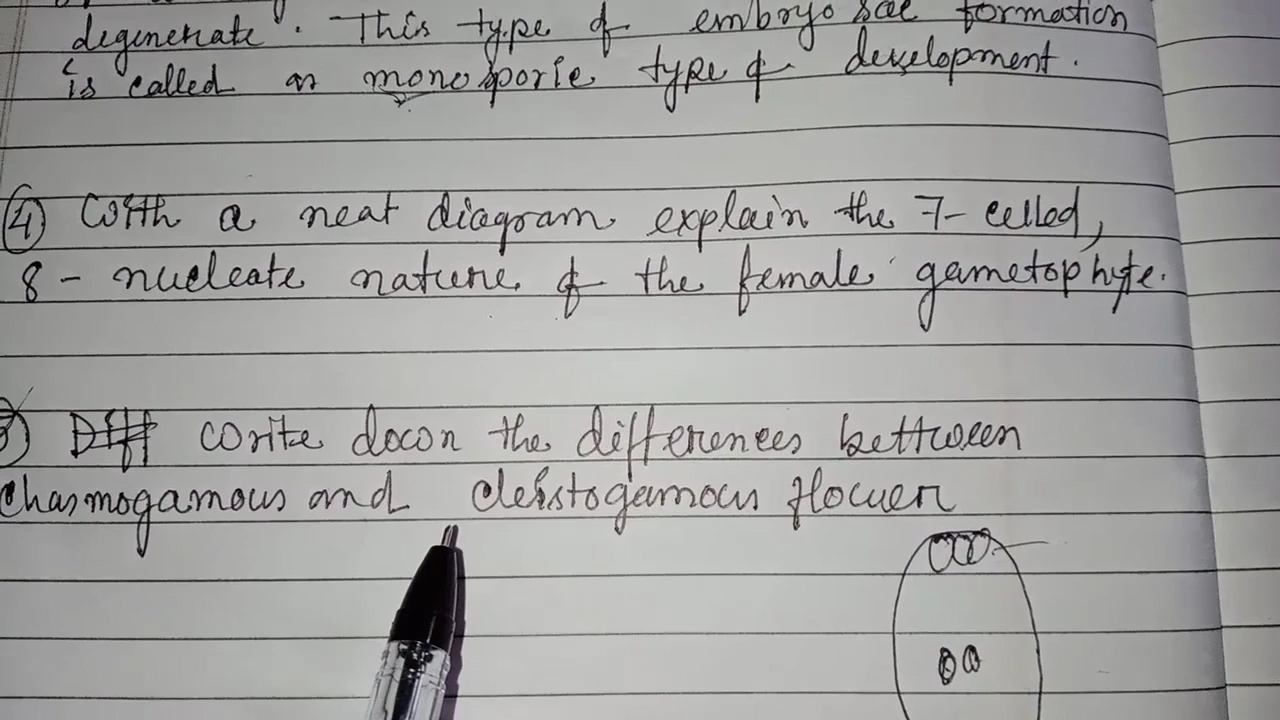 degenerate. This type of embryo sac formation
is called as monosporic type of development.
④ With a neat diagram explain the 7-celled,
8-nucleate nature of the female gametophyte.
Diff write down the differences bettween
chasmogamous and cleistogamous flower